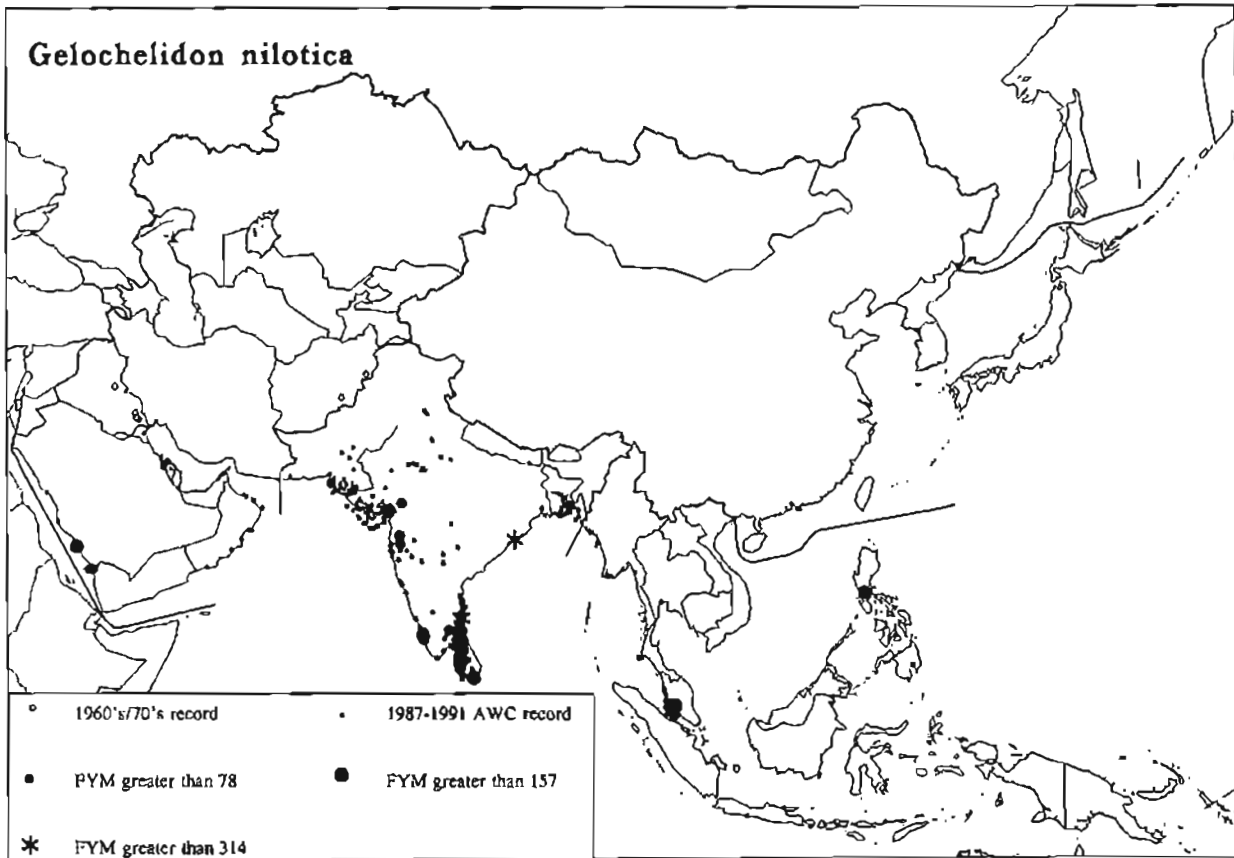 Gelochelidon nilotica
1960's/70's record
1987-1991 AWC record
FYM greater than 78
FYM greater than 157
FYM greater than 314